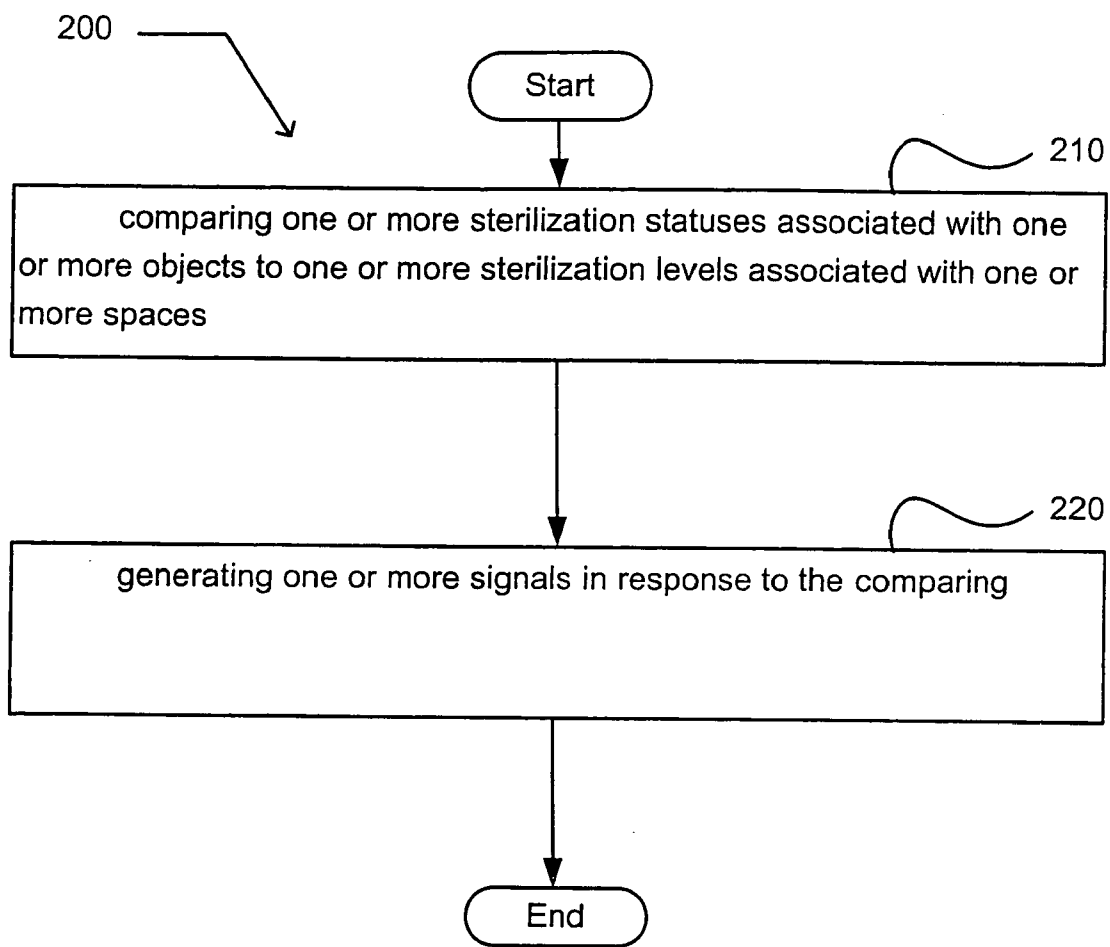 200
Start
210
comparing one or more sterilization statuses associated with one
or more objects to one or more sterilization levels associated with one or
more spaces
220
generating one or more signals in response to the comparing
End